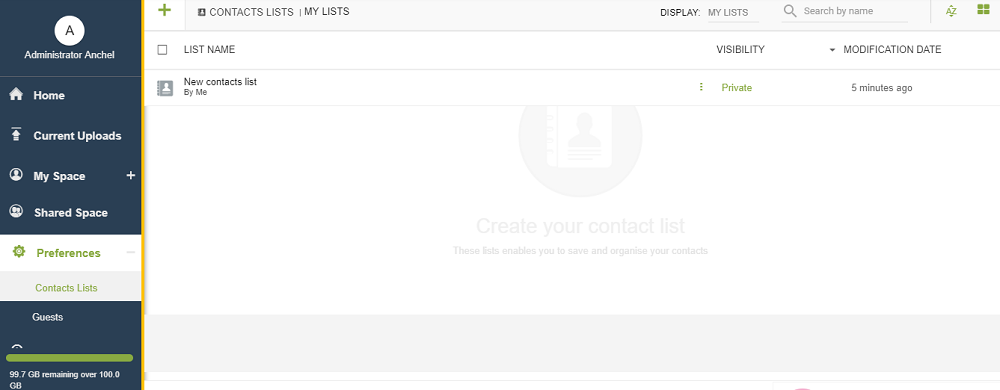 A
Administrator Anchel
Home
Current Uploads
My Space
Shared Space
Preferences
Contacts Lists
Guests
99.7 GB remaining over 100.0
GB
CONTACTS LISTS | MY LISTS
DISPLAY: MY LISTS
Search by name
AZ
LIST NAME
VISIBILITY
MODIFICATION DATE
New contacts list
By Me
Private
5 minutes ago
Create your contact list
These lists enables you to save and organise your contacts